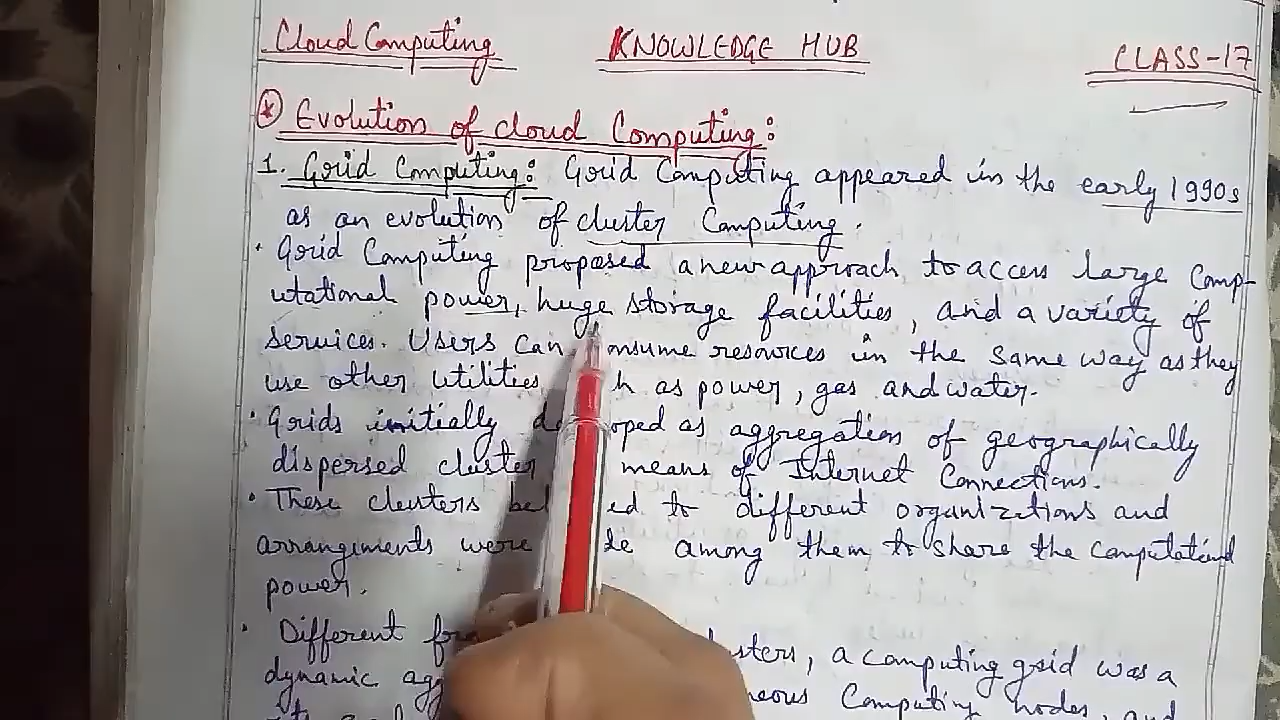 Cloud Computing KNOWLEDGE HUB CLASS-17
* Evolution of cloud Computing:
1. Grid Computing: Grid Computing appeared in the early 1990s
as an evolution of cluster Computing.
• Grid Computing proposed a new approach to access large Comp-
utational power, huge storage facilities, and a variety of
services. Users can consume resources in the same way as they
use other utilities as power, gas and water.
• Grids initially as aggregation of geographically
dispersed cluster means of Internet Connections.
• These clusters to different organizations and
arrangements were among them to share the computational
power.
• Different a computing grid was a
dynamic Computing nodes, and